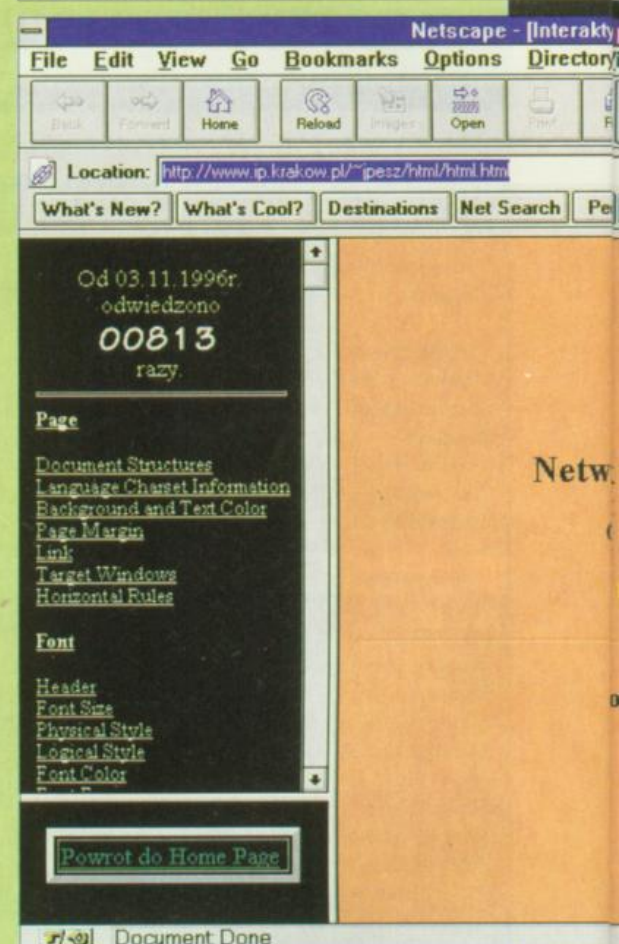 Netscape - [Interakty
File Edit View Go Bookmarks Options Directory
Back Forward Home Reload Images Open Print F
Location: http://www.ip.krakow.pl/~jpesz/html/html.html
What's New? What's Cool? Destinations Net Search Pe
Od 03.11.1996r.
odwiedzono
00813
razy.
Page
Document Structures
Language Charset Information
Background and Text Color
Page Margin
Link
Target Windows
Horizontal Rules
Font
Header
Font Size
Physical Style
Logical Style
Font Color
Netw
Powrot do Home Page
Document: Done